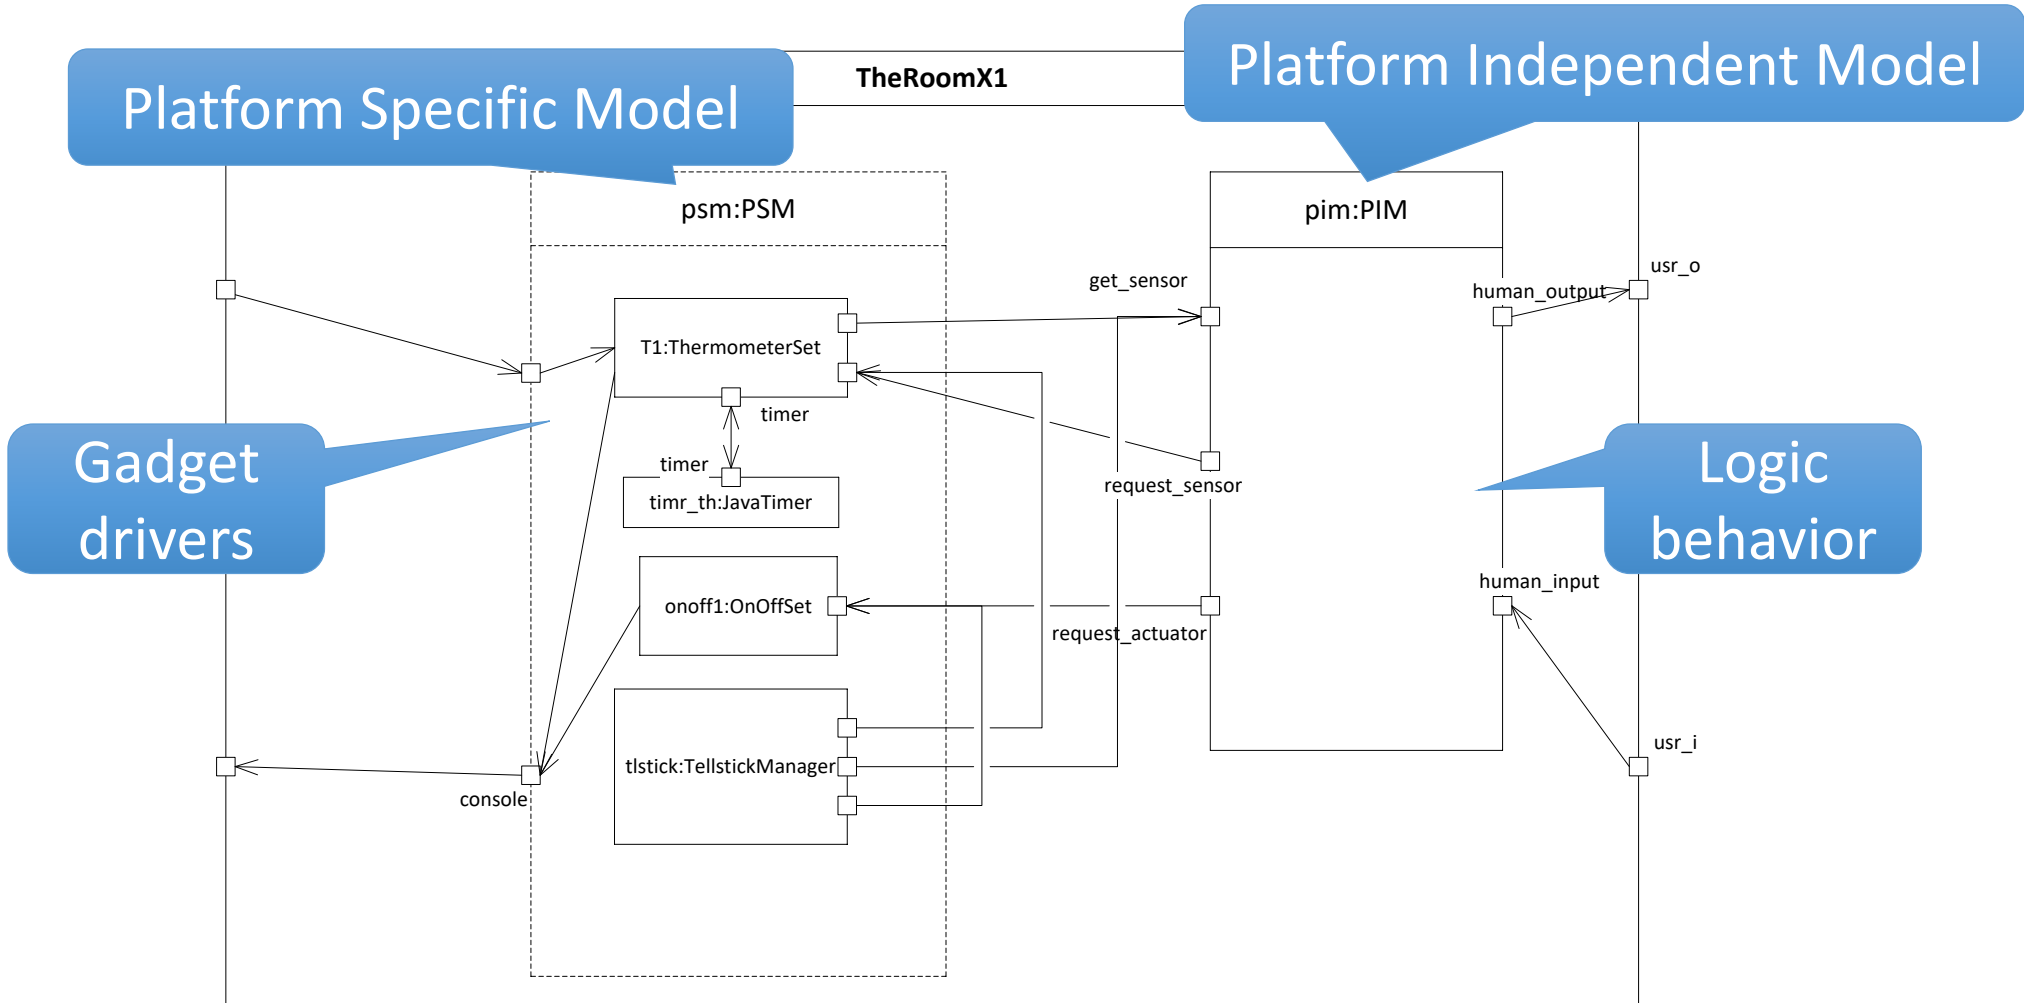 Platform Specific Model
TheRoomX1
Platform Independent Model
psm:PSM
pim:PIM
get_sensor
human_output
usr_o
T1:ThermometerSet
timer
timer
timr_th:JavaTimer
request_sensor
Gadget
drivers
Logic
behavior
onoff1:OnOffSet
request_actuator
human_input
tlstick:TellstickManager
usr_i
console